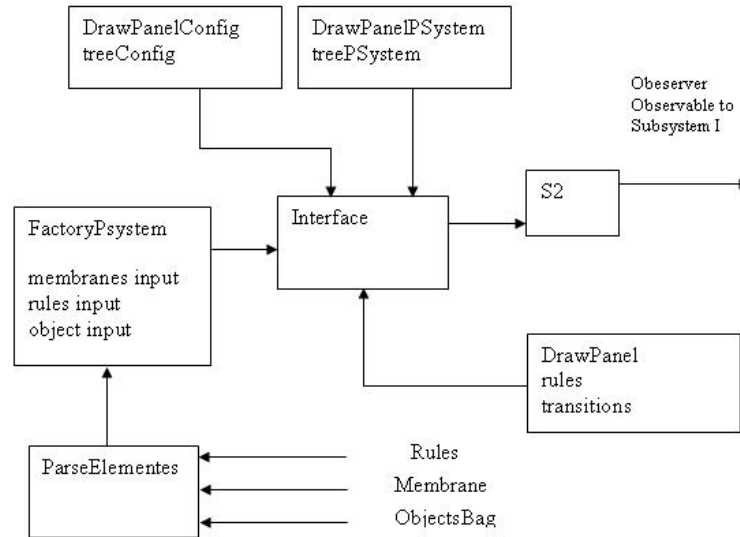 DrawPanelConfig
treeConfig
DrawPanelPSystem
treePSystem
Obeserver
Observable to
Subsystem I
S2
Interface
FactoryPsystem
membranes input
rules input
object input
DrawPanel
rules
transitions
ParseElementes
Rules
Membrane
ObjectsBag